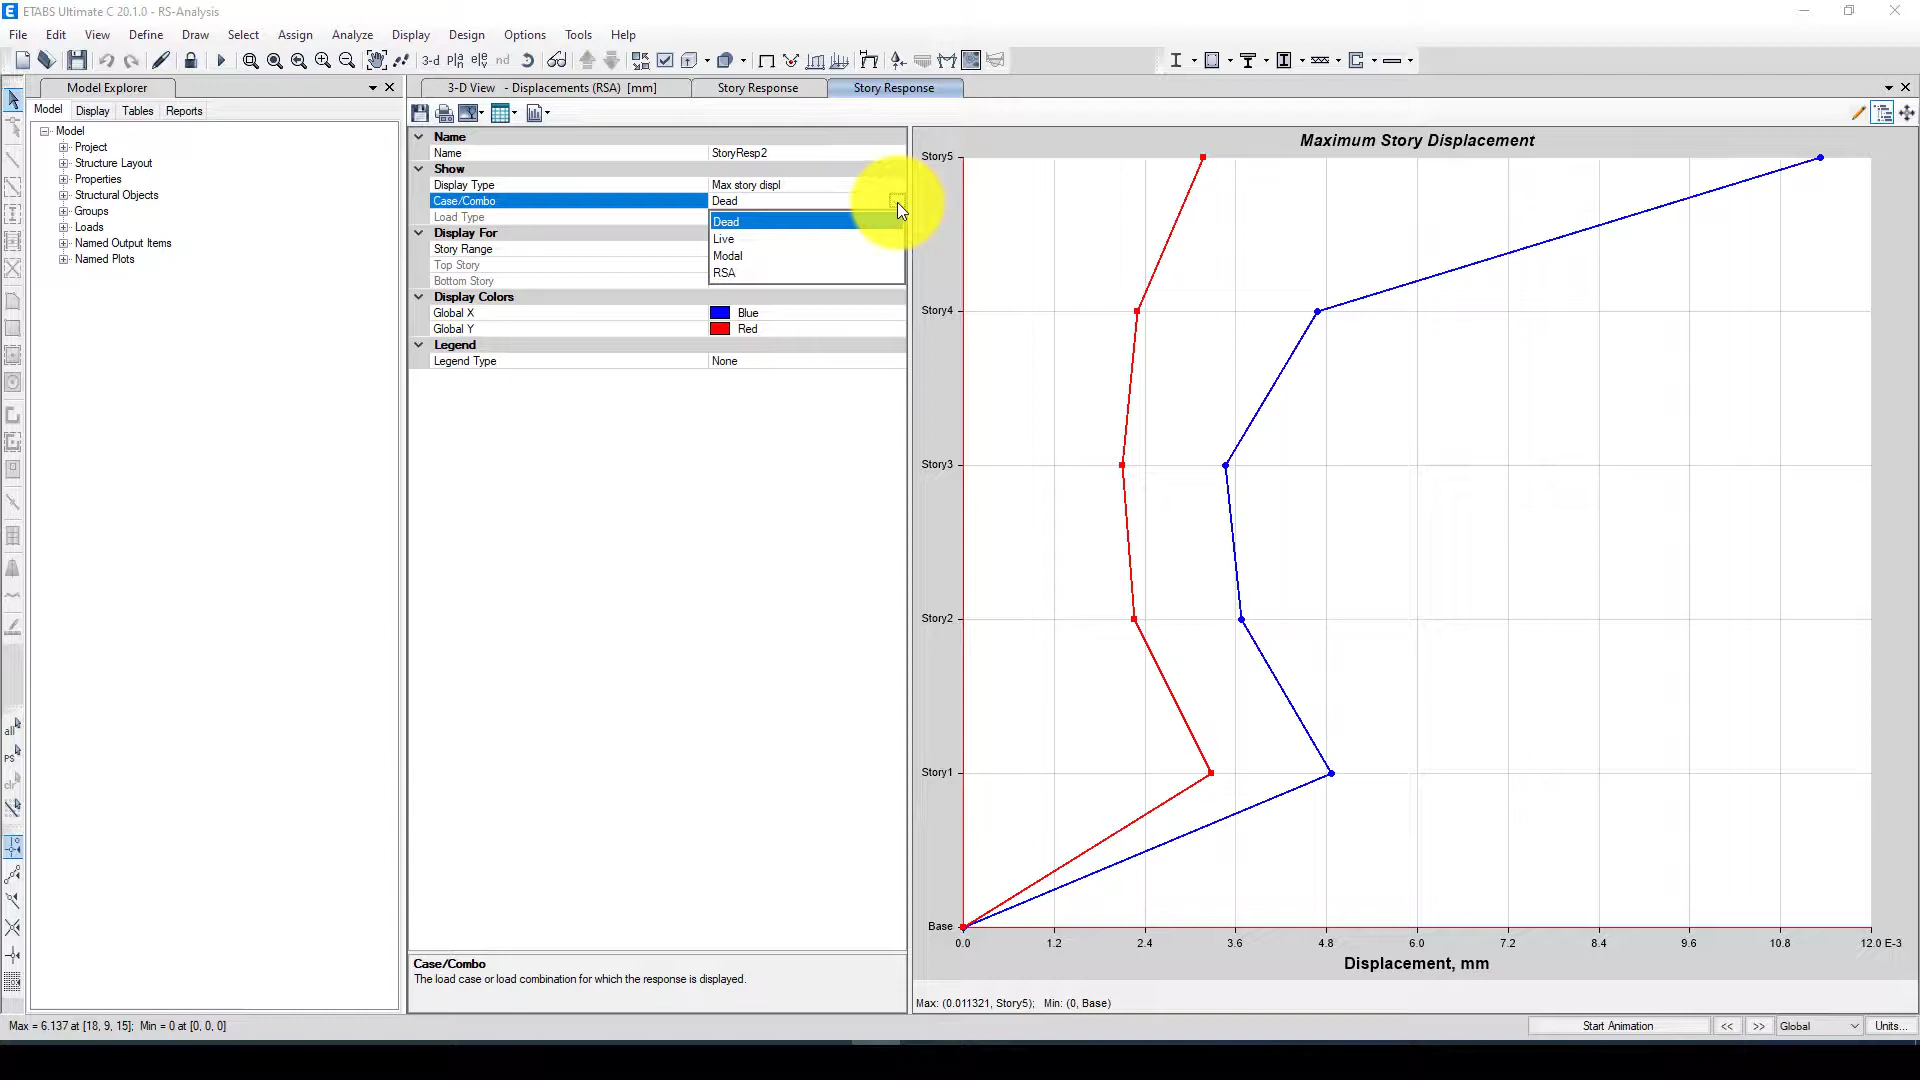 ETABS Ultimate C 20.1.0 - RS-Analysis
File Edit View Define Draw Select Assign Analyze Display Design Options Tools Help
3-d nd
Model Explorer
3-D View - Displacements (RSA) [mm]
Story Response
Story Response
Model Display Tables Reports
Model
Project
Structure Layout
Properties
Structural Objects
Groups
Loads
Named Output Items
Named Plots
all
PS
clr
Name
Name StoryResp2
Show
Display Type Max story displ
Case/Combo Dead
Load Type
Dead
Live
Modal
RSA
Display For
Story Range
Top Story
Bottom Story
Display Colors
Global X Blue
Global Y Red
Legend
Legend Type None
Case/Combo
The load case or load combination for which the response is displayed.
Maximum Story Displacement
Story5
Story4
Story3
Story2
Story1
Base
0.0 1.2 2.4 3.6 4.8 6.0 7.2 8.4 9.6 10.8 12.0 E-3
Displacement, mm
Max: (0.011321, Story5); Min: (0, Base)
Max = 6.137 at [18, 9, 15]; Min = 0 at [0, 0, 0]
Start Animation << >> Global Units...